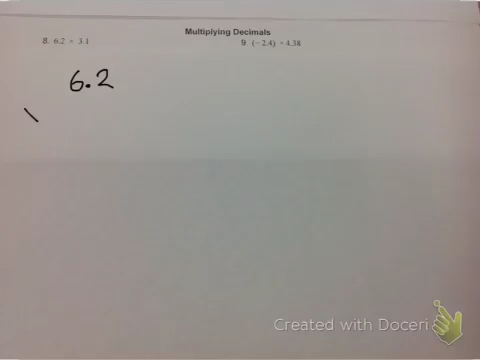 Multiplying Decimals
8. 6.2 × 3.1
9. (−2.4) × 4.38
6.2
\
Created with Doceri